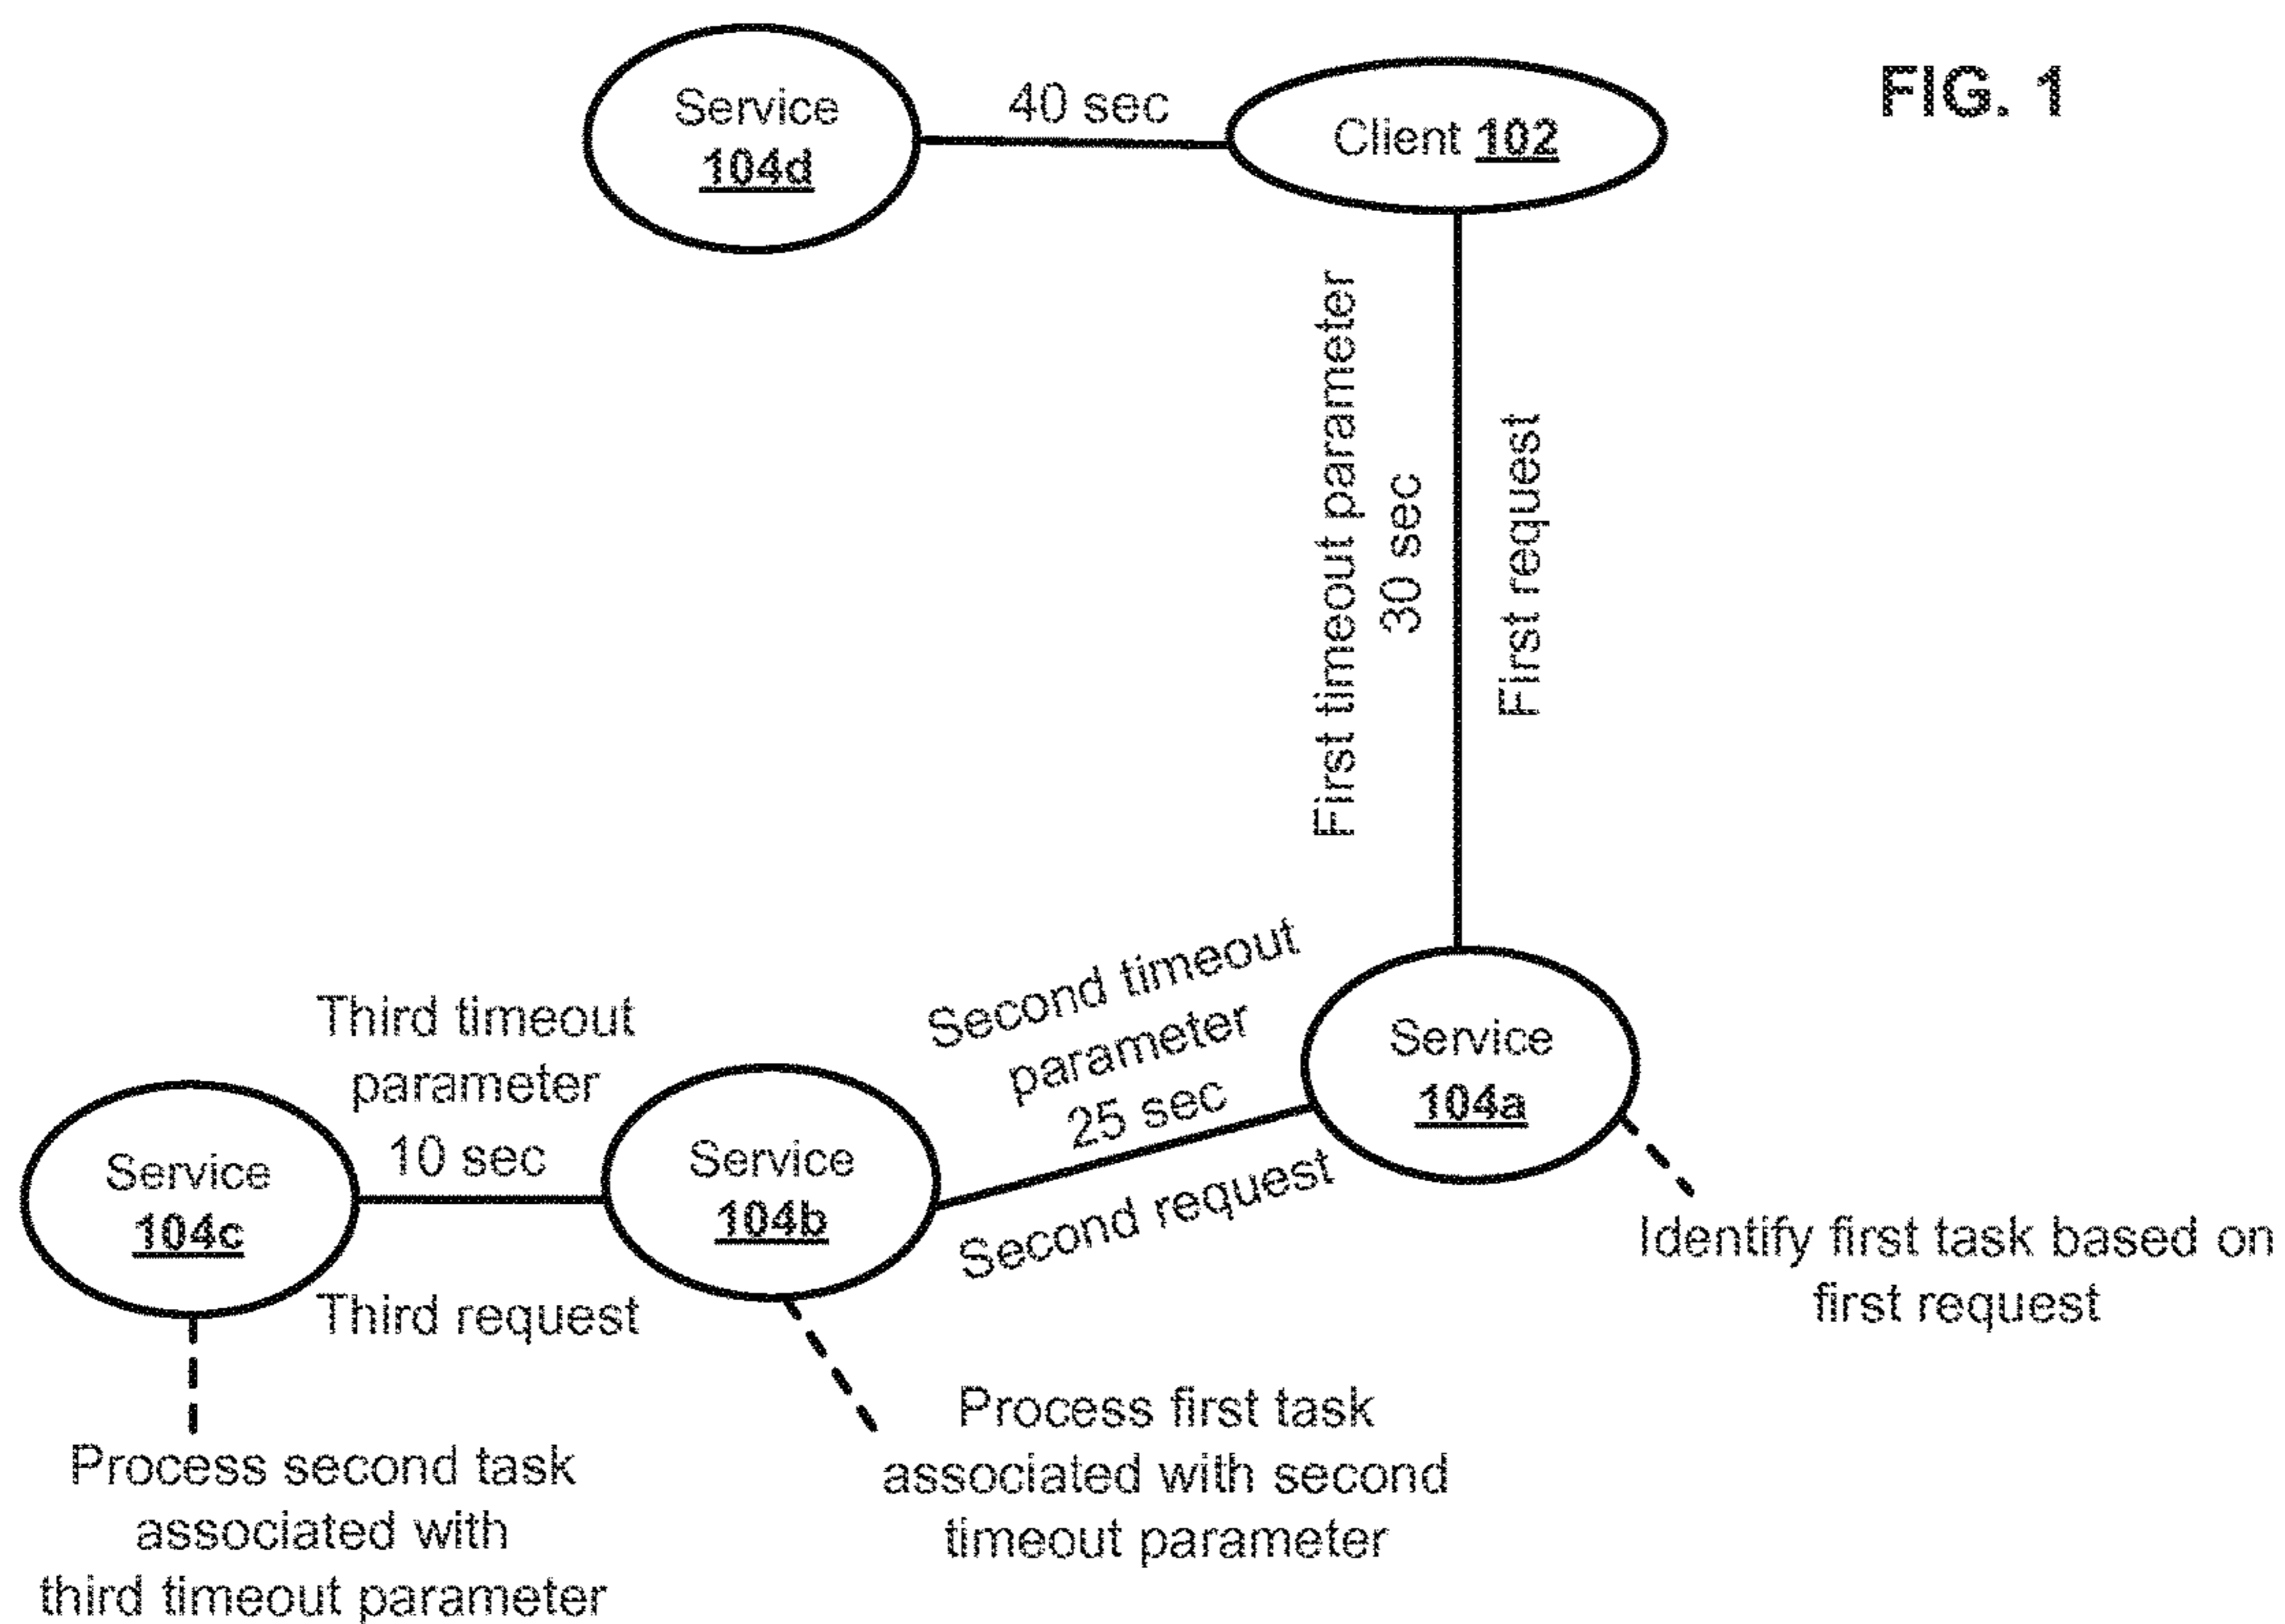 FIG. 1
Service
104d
40 sec
Client 102
First timeout parameter
30 sec
First request
Second timeout
parameter
25 sec
Second request
Service
104a
Identify first task based on
first request
Third timeout
parameter
10 sec
Third request
Service
104c
Service
104b
Process first task
associated with second
timeout parameter
Process second task
associated with
third timeout parameter